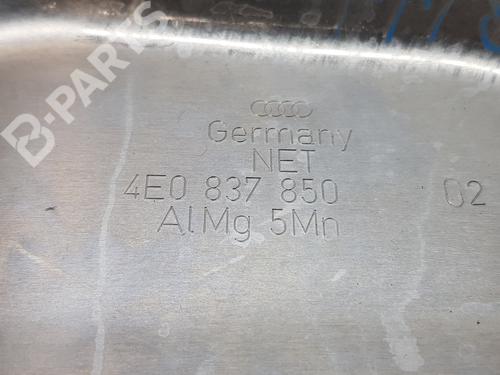 B-PARTS
Germany
NET
4E0 837 850 02
AlMg 5Mn